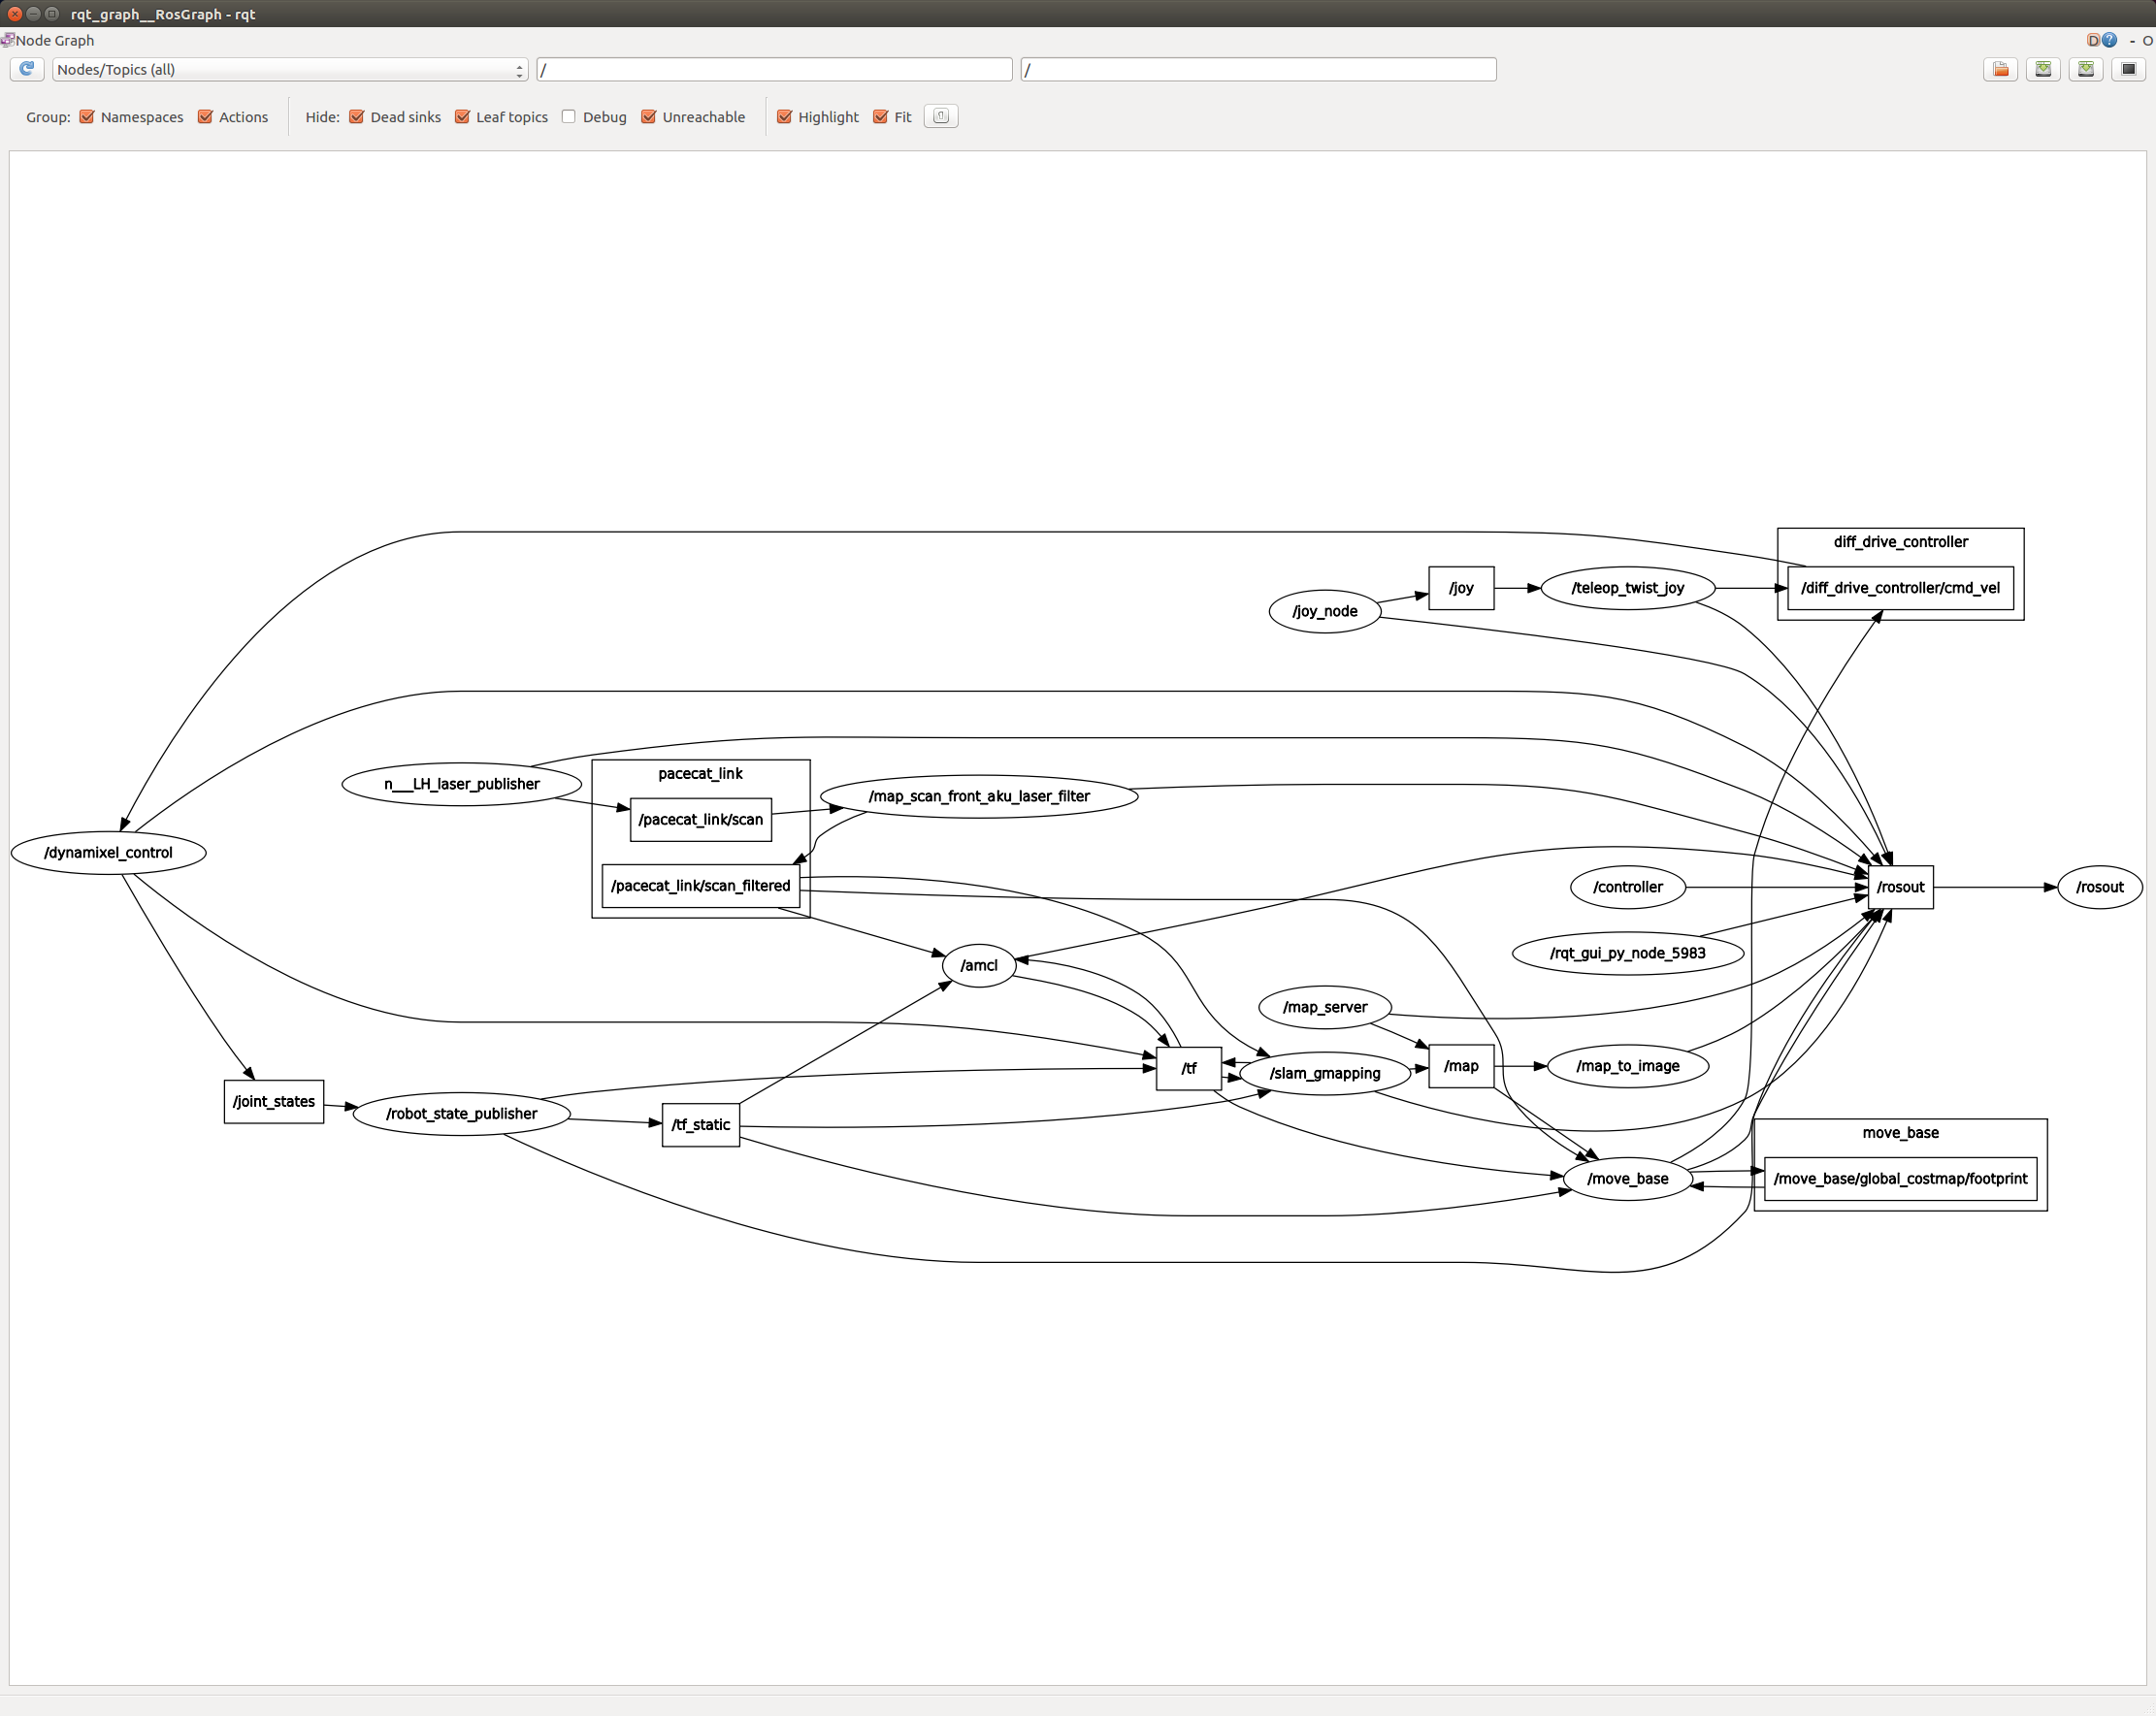 rqt_graph__RosGraph - rqt
Node Graph
D ? - O
Nodes/Topics (all) / /
Group: Namespaces Actions Hide: Dead sinks Leaf topics Debug Unreachable Highlight Fit
diff_drive_controller
/diff_drive_controller/cmd_vel
/joy
/teleop_twist_joy
/joy_node
pacecat_link
n___LH_laser_publisher
/map_scan_front_aku_laser_filter
/pacecat_link/scan
/dynamixel_control
/pacecat_link/scan_filtered
/controller
/rosout
/rosout
/rqt_gui_py_node_5983
/amcl
/map_server
/tf
/slam_gmapping
/map
/map_to_image
/joint_states
/robot_state_publisher
/tf_static
move_base
/move_base
/move_base/global_costmap/footprint